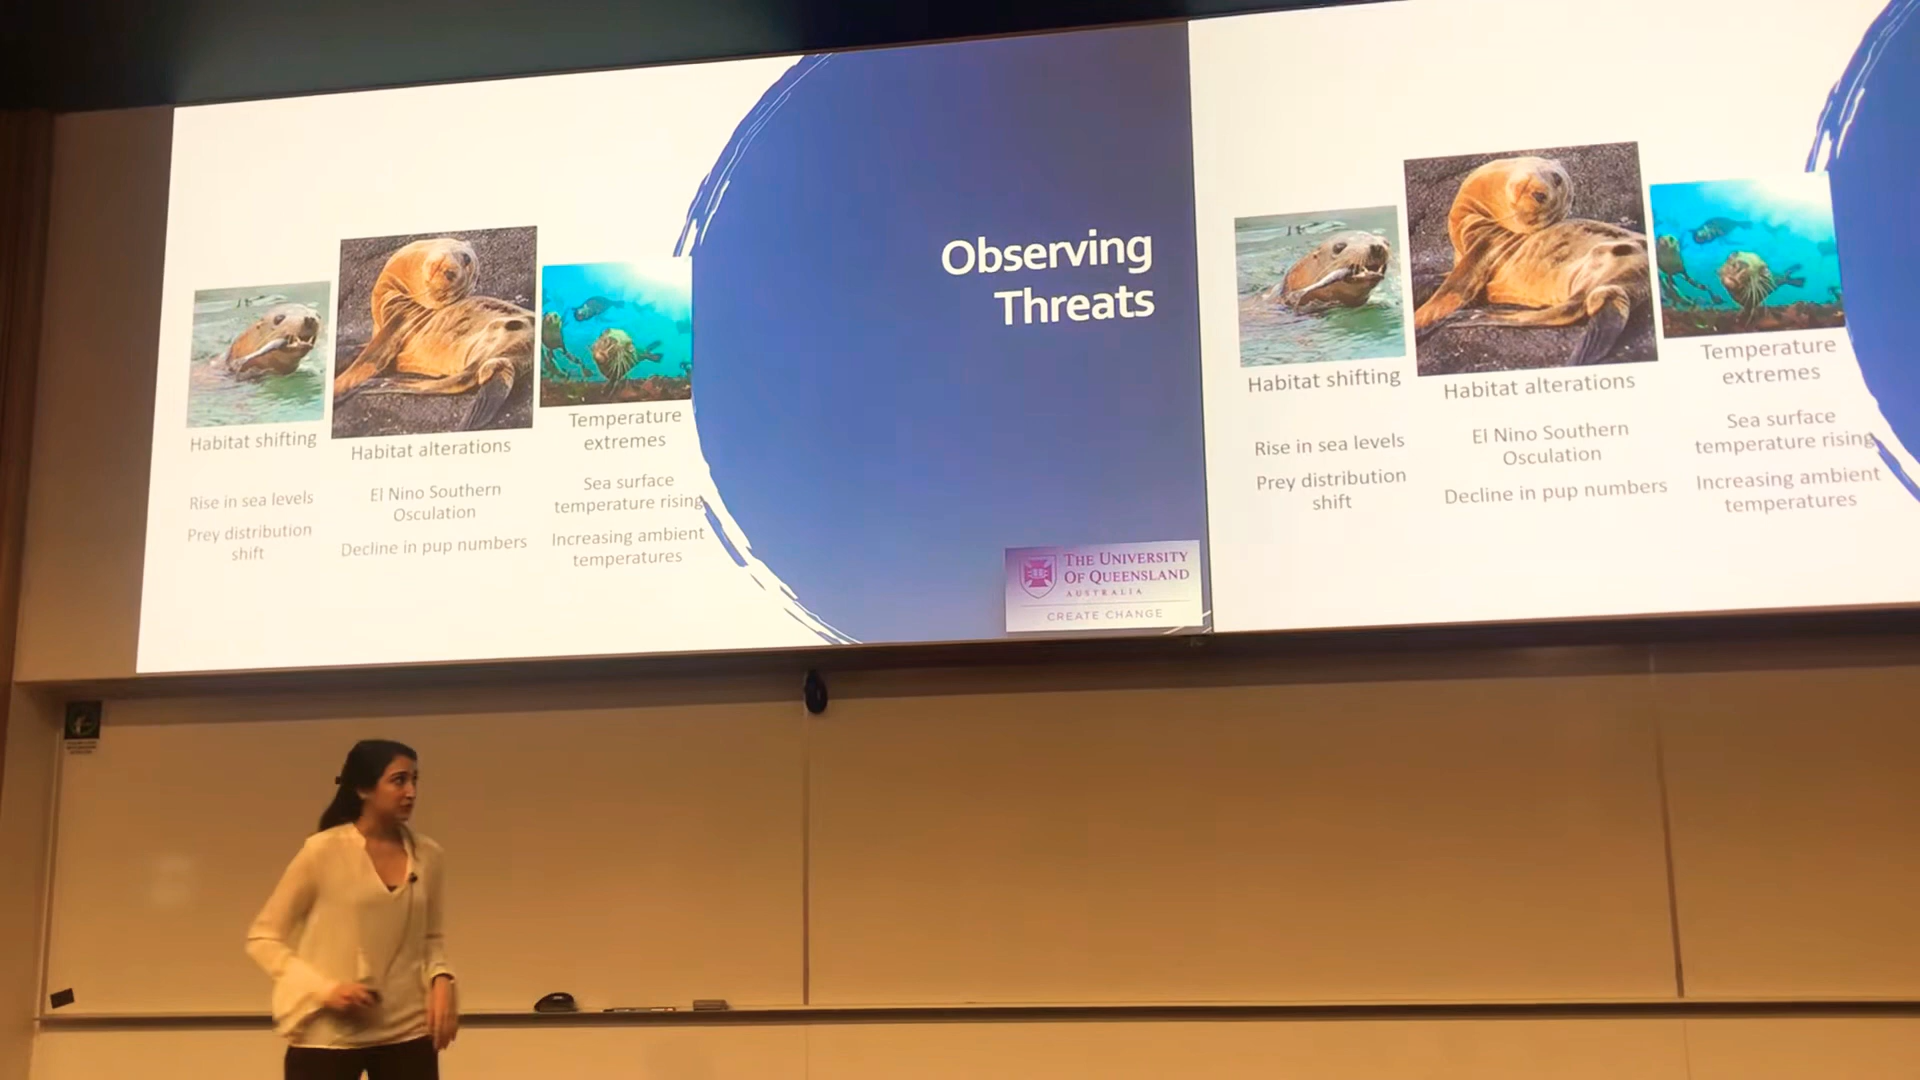 Observing
Threats
Habitat shifting
Rise in sea levels
Prey distribution
shift
Habitat alterations
El Nino Southern
Osculation
Decline in pup numbers
Temperature
extremes
Sea surface
temperature rising
Increasing ambient
temperatures
THE UNIVERSITY
OF QUEENSLAND
AUSTRALIA
CREATE CHANGE
Habitat shifting
Rise in sea levels
Prey distribution
shift
Habitat alterations
El Nino Southern
Osculation
Decline in pup numbers
Temperature
extremes
Sea surface
temperature rising
Increasing ambient
temperatures